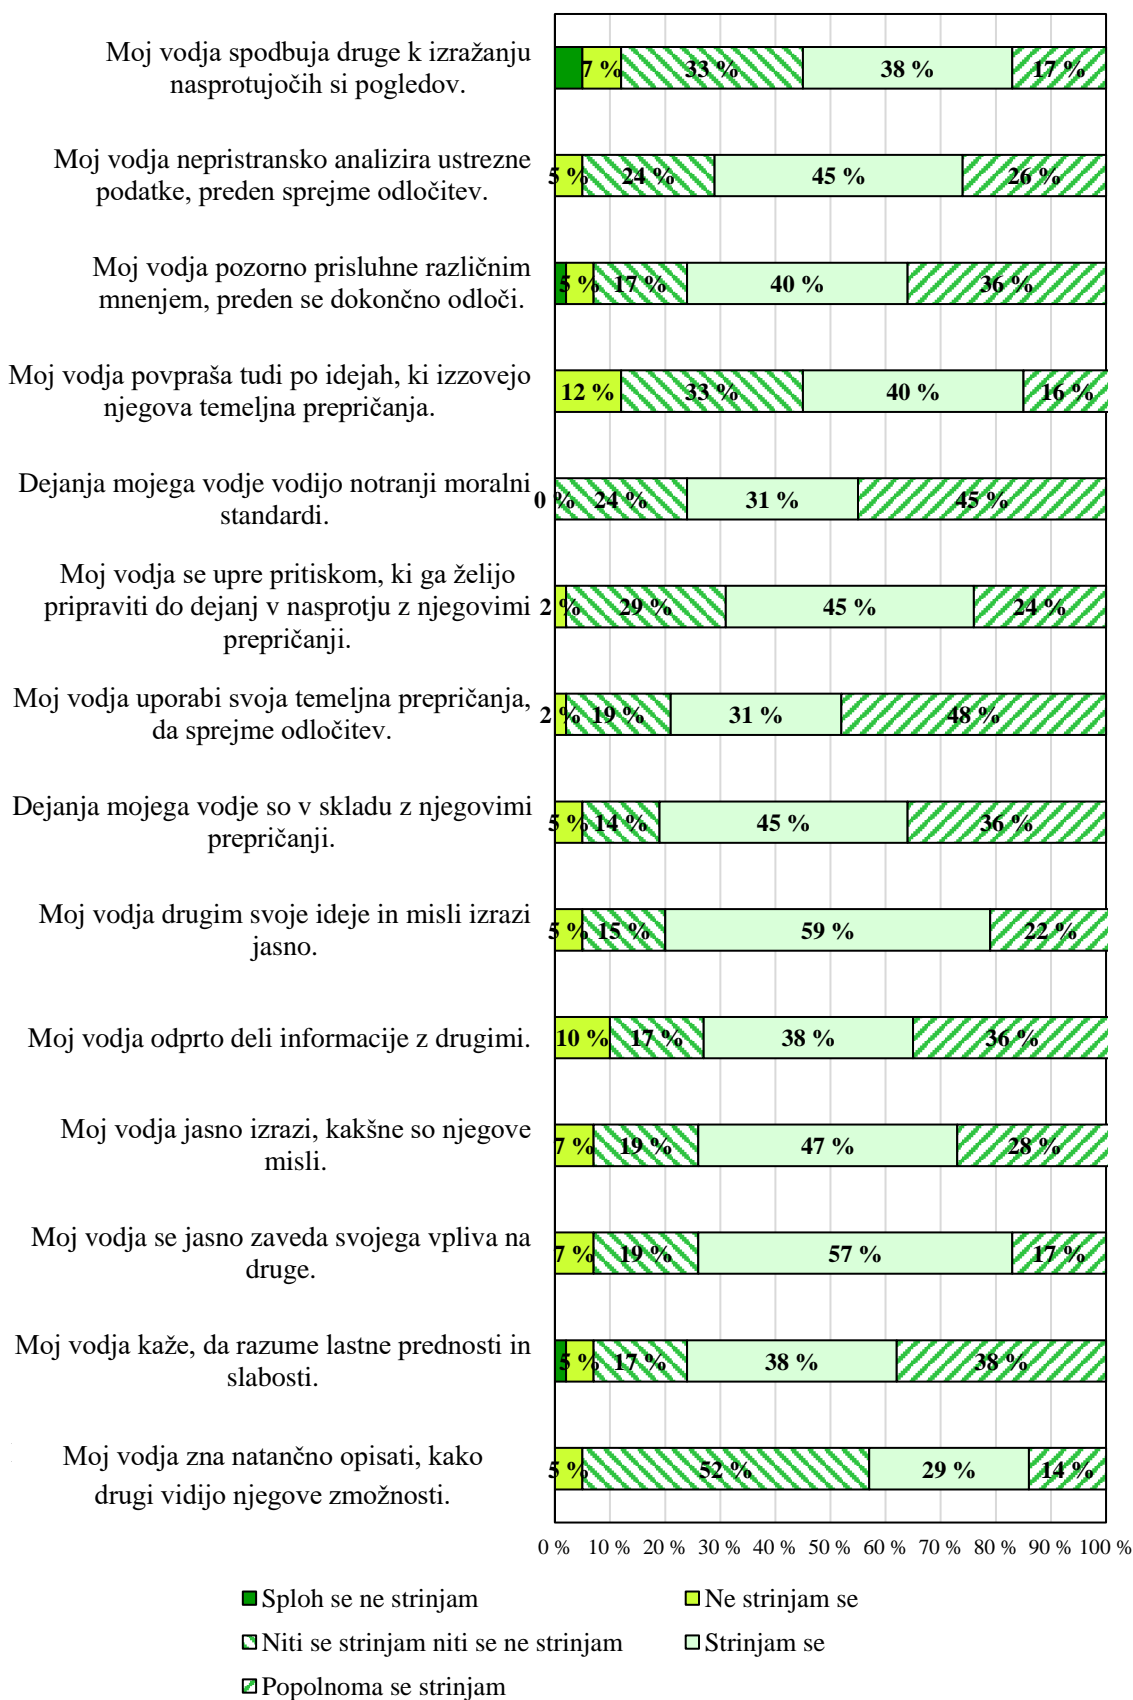 Moj vodja spodbuja druge k izražanju
nasprotujočih si pogledov.
7 % 33 % 38 % 17 %
Moj vodja nepristransko analizira ustrezne
podatke, preden sprejme odločitev.
5 % 24 % 45 % 26 %
Moj vodja pozorno prisluhne različnim
mnenjem, preden se dokončno odloči.
5 % 17 % 40 % 36 %
Moj vodja povpraša tudi po idejah, ki izzovejo
njegova temeljna prepričanja.
12 % 33 % 40 % 16 %
Dejanja mojega vodje vodijo notranji moralni
standardi.
0 % 24 % 31 % 45 %
Moj vodja se upre pritiskom, ki ga želijo
pripraviti do dejanj v nasprotju z njegovimi
prepričanji.
2 % 29 % 45 % 24 %
Moj vodja uporabi svoja temeljna prepričanja,
da sprejme odločitev.
2 % 19 % 31 % 48 %
Dejanja mojega vodje so v skladu z njegovimi
prepričanji.
5 % 14 % 45 % 36 %
Moj vodja drugim svoje ideje in misli izrazi
jasno.
5 % 15 % 59 % 22 %
Moj vodja odprto deli informacije z drugimi.
10 % 17 % 38 % 36 %
Moj vodja jasno izrazi, kakšne so njegove
misli.
7 % 19 % 47 % 28 %
Moj vodja se jasno zaveda svojega vpliva na
druge.
7 % 19 % 57 % 17 %
Moj vodja kaže, da razume lastne prednosti in
slabosti.
5 % 17 % 38 % 38 %
Moj vodja zna natančno opisati, kako
drugi vidijo njegove zmožnosti.
5 % 52 % 29 % 14 %
0 % 10 % 20 % 30 % 40 % 50 % 60 % 70 % 80 % 90 % 100 %
Sploh se ne strinjam
Ne strinjam se
Niti se strinjam niti se ne strinjam
Strinjam se
Popolnoma se strinjam